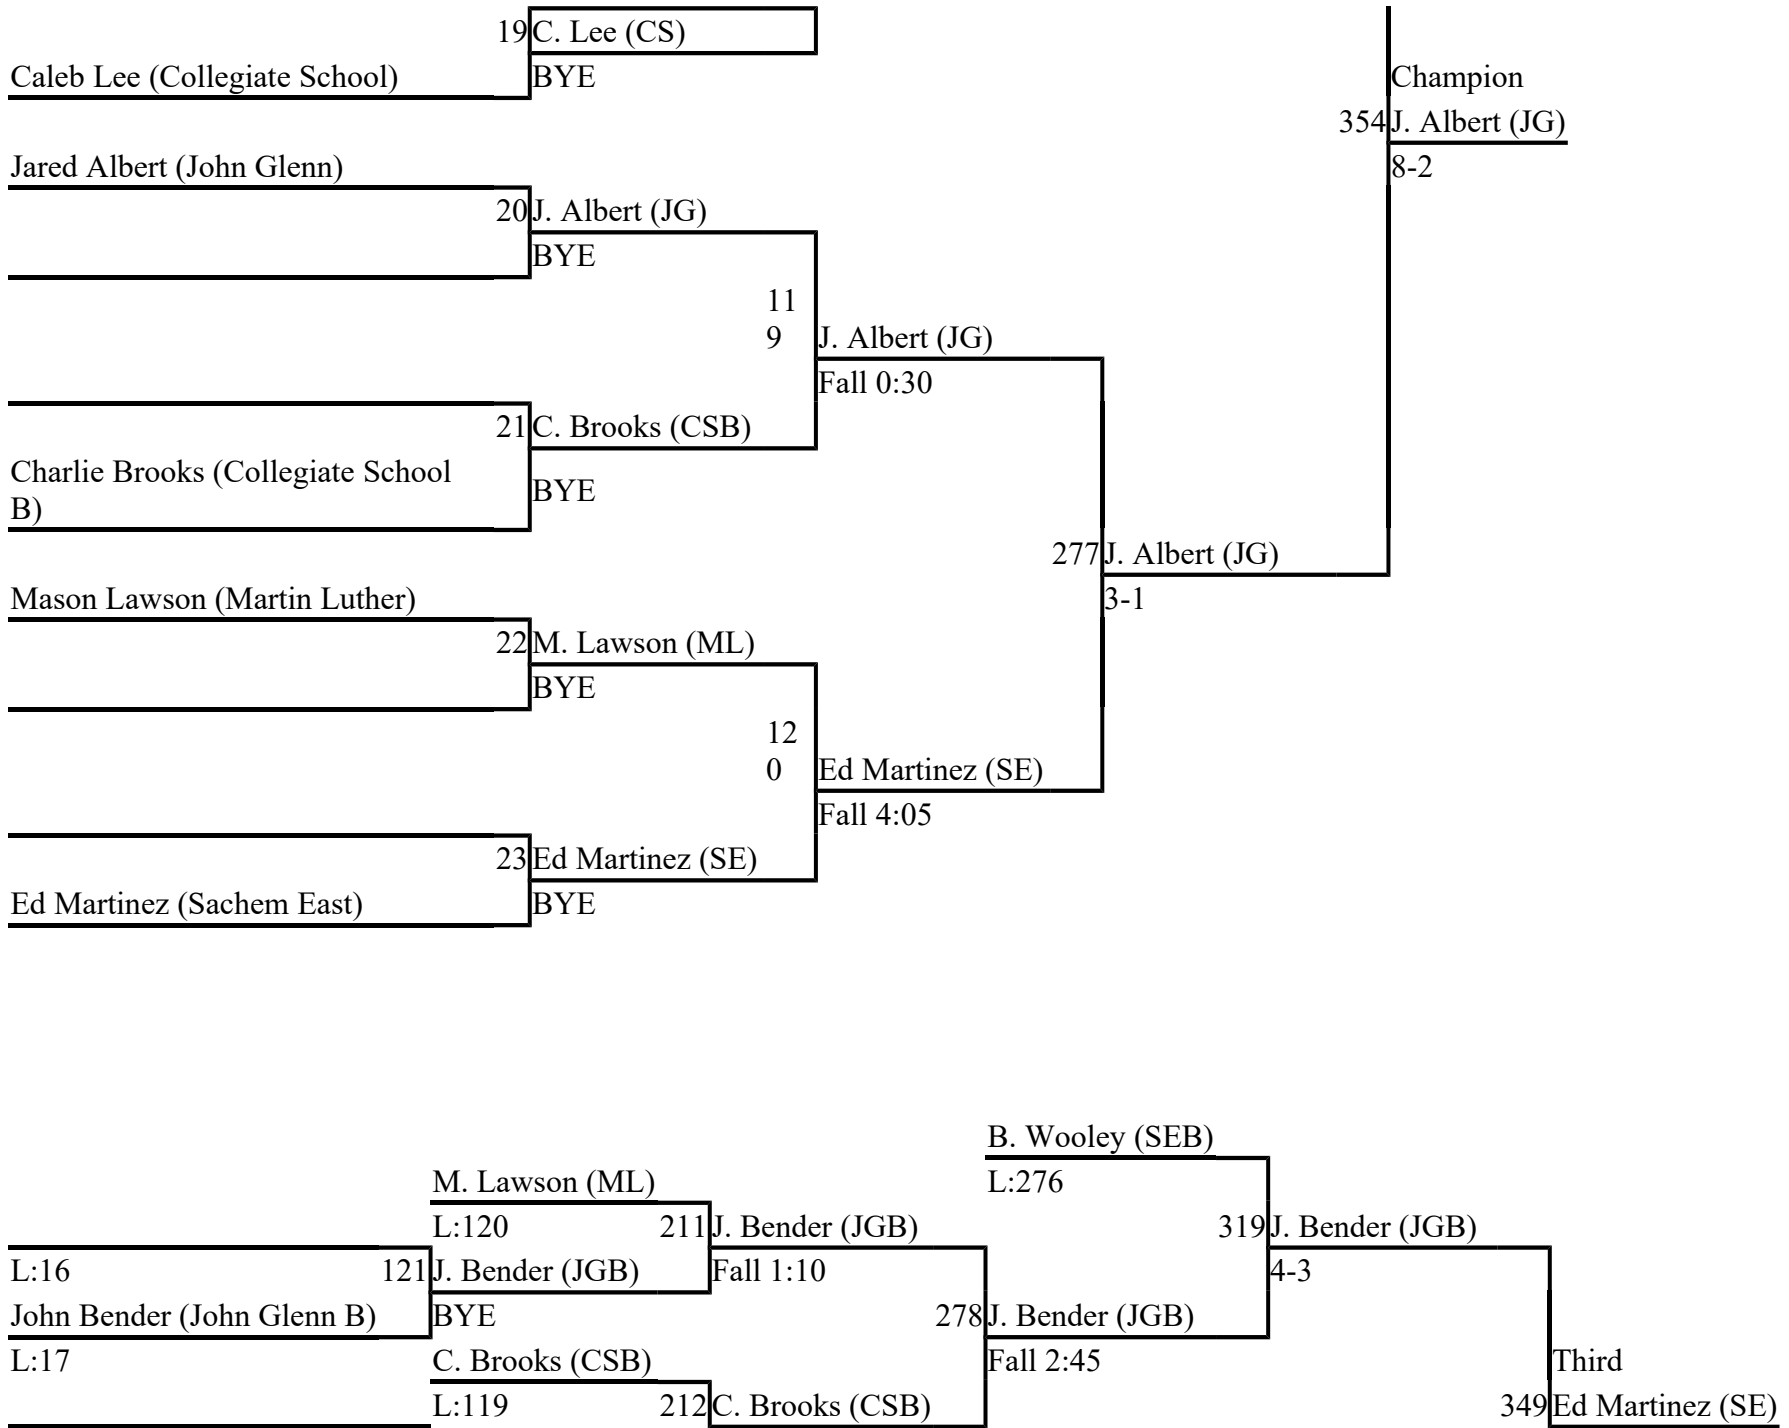 19 C. Lee (CS)
Caleb Lee (Collegiate School) BYE Champion
354 J. Albert (JG)
Jared Albert (John Glenn) 8-2
20 J. Albert (JG)
BYE
11
9 J. Albert (JG)
Fall 0:30
21 C. Brooks (CSB)
Charlie Brooks (Collegiate School
BYE
B)
277 J. Albert (JG)
Mason Lawson (Martin Luther) 3-1
22 M. Lawson (ML)
BYE
12
0 Ed Martinez (SE)
Fall 4:05
23 Ed Martinez (SE)
Ed Martinez (Sachem East) BYE
B. Wooley (SEB)
M. Lawson (ML) L:276
L:120 211 J. Bender (JGB) 319 J. Bender (JGB)
L:16 121 J. Bender (JGB) Fall 1:10 4-3
John Bender (John Glenn B) BYE 278 J. Bender (JGB)
L:17 C. Brooks (CSB) Fall 2:45 Third
L:119 212 C. Brooks (CSB) 349 Ed Martinez (SE)